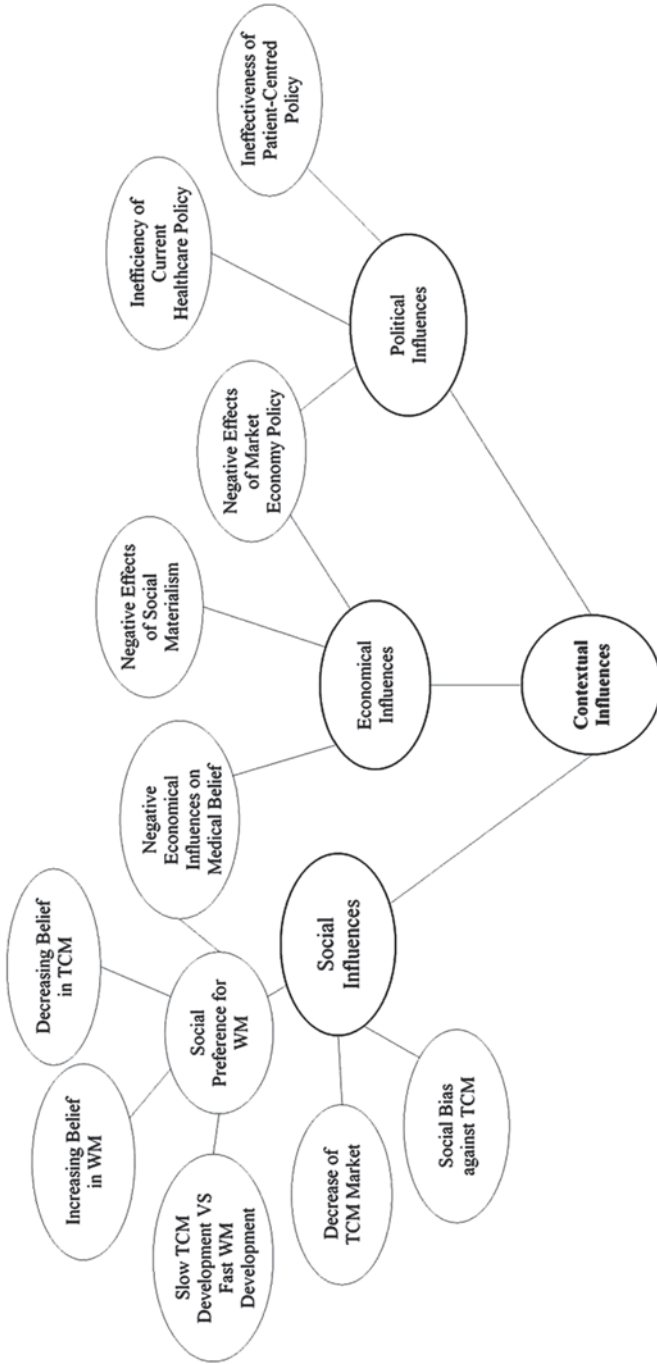 Increasing Belief
in WM
Decreasing Belief
in TCM
Slow TCM
Development VS
Fast WM
Development
Social
Preference for
WM
Negative
Economical
Influences on
Medical Belief
Negative Effects
of Social
Materialism
Negative Effects
of Market
Economy Policy
Inefficiency of
Current
Healthcare Policy
Ineffectiveness of
Patient-Centred
Policy
Decrease of
TCM Market
Social Bias
against TCM
Social
Influences
Economical
Influences
Political
Influences
Contextual
Influences